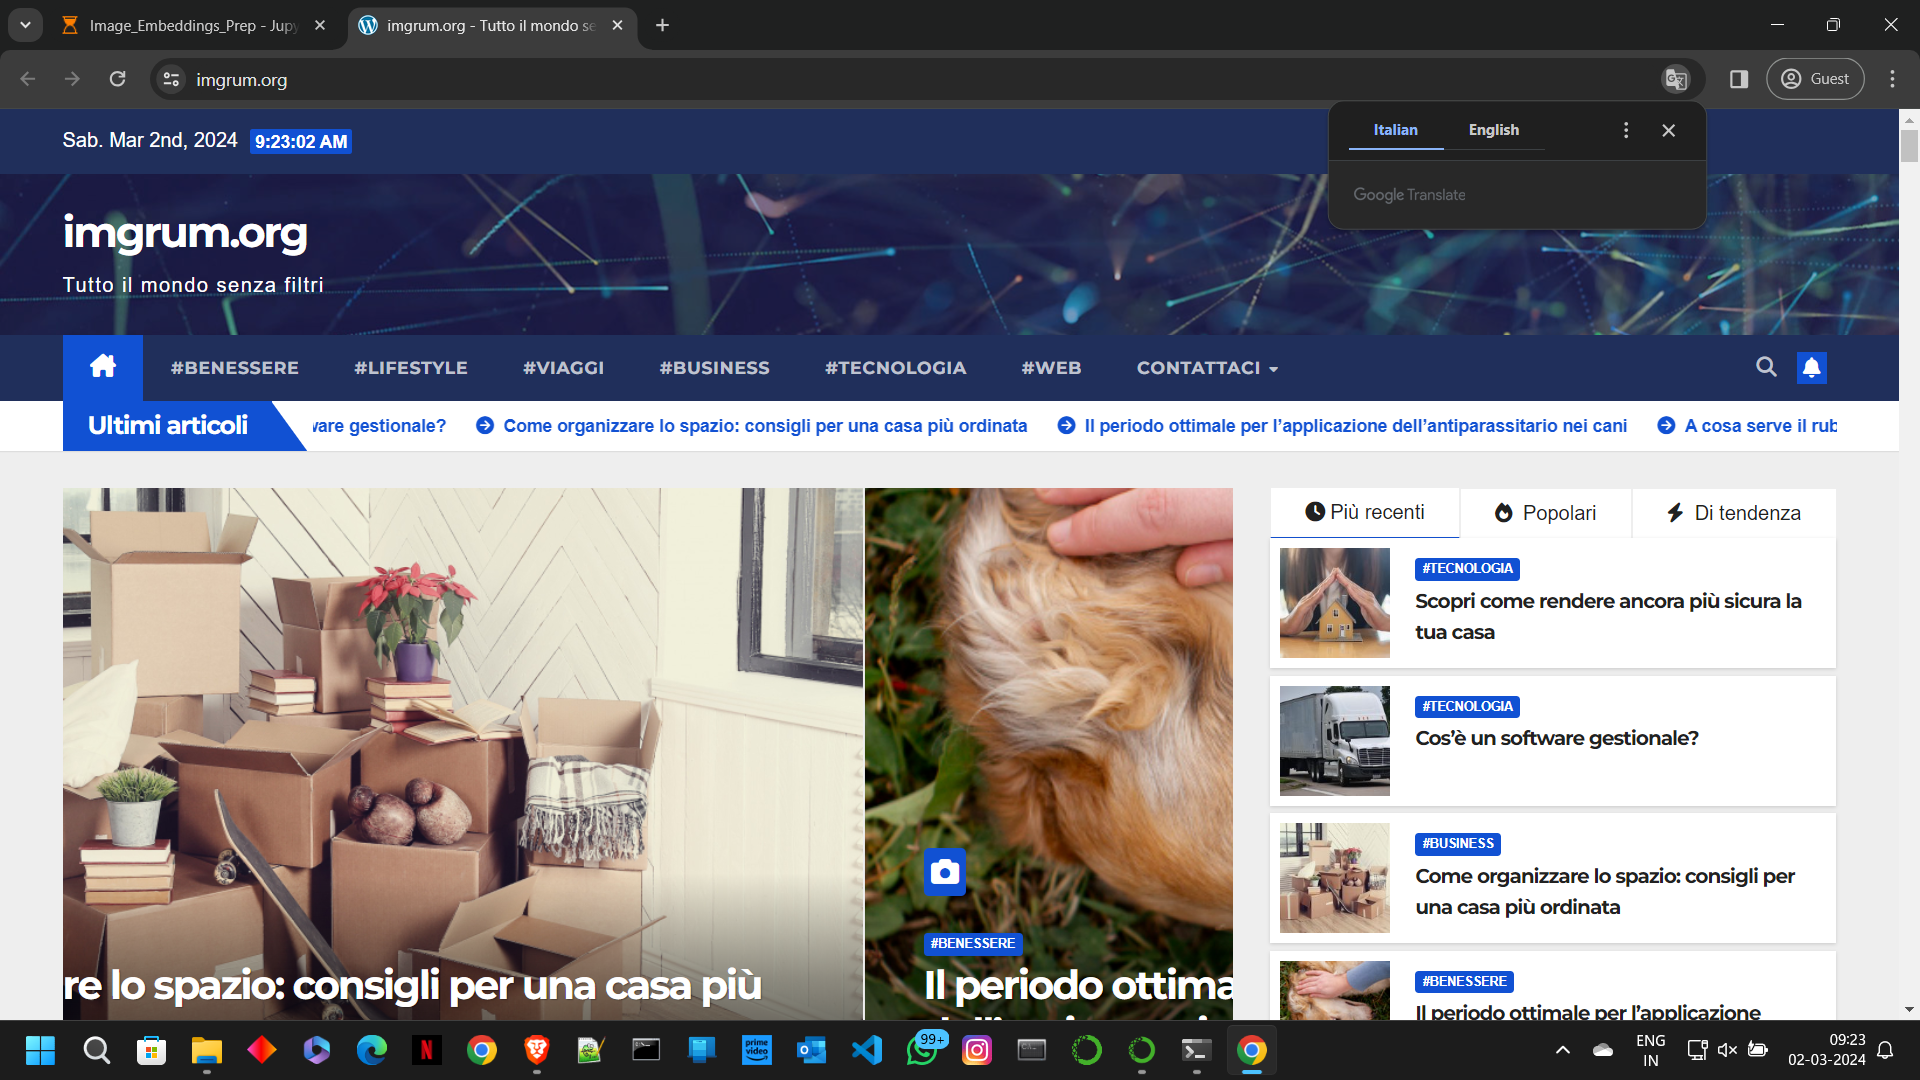 Image_Embeddings_Prep - Jupy
imgrum.org - Tutto il mondo se
imgrum.org
Guest
Sab. Mar 2nd, 2024 9:23:02 AM
Italian English
Google Translate
imgrum.org
Tutto il mondo senza filtri
#BENESSERE #LIFESTYLE #VIAGGI #BUSINESS #TECNOLOGIA #WEB CONTATTACI
Ultimi articoli
ware gestionale? Come organizzare lo spazio: consigli per una casa più ordinata Il periodo ottimale per l’applicazione dell’antiparassitario nei cani A cosa serve il rub
re lo spazio: consigli per una casa più
#BENESSERE
Il periodo ottima
Più recenti Popolari Di tendenza
#TECNOLOGIA
Scopri come rendere ancora più sicura la
tua casa
#TECNOLOGIA
Cos’è un software gestionale?
#BUSINESS
Come organizzare lo spazio: consigli per
una casa più ordinata
#BENESSERE
Il periodo ottimale per l’applicazione
prime
video
99+
ENG
IN
09:23
02-03-2024